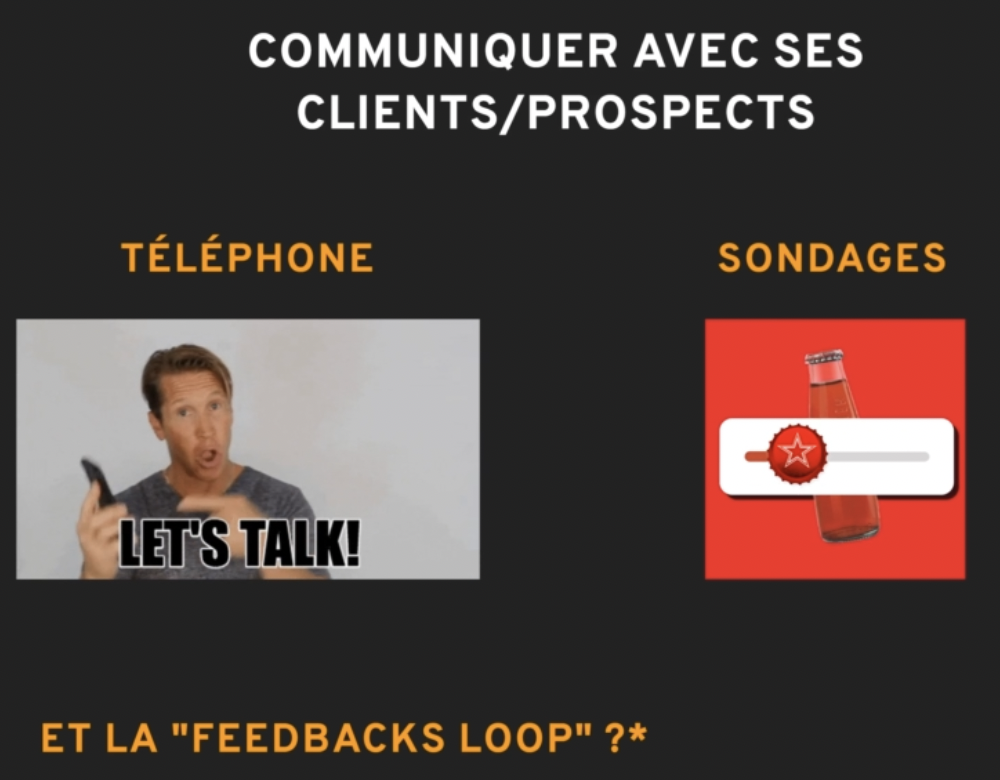 COMMUNIQUER AVEC SES
CLIENTS/PROSPECTS
TÉLÉPHONE
SONDAGES
LET'S TALK!
ET LA "FEEDBACKS LOOP" ?*